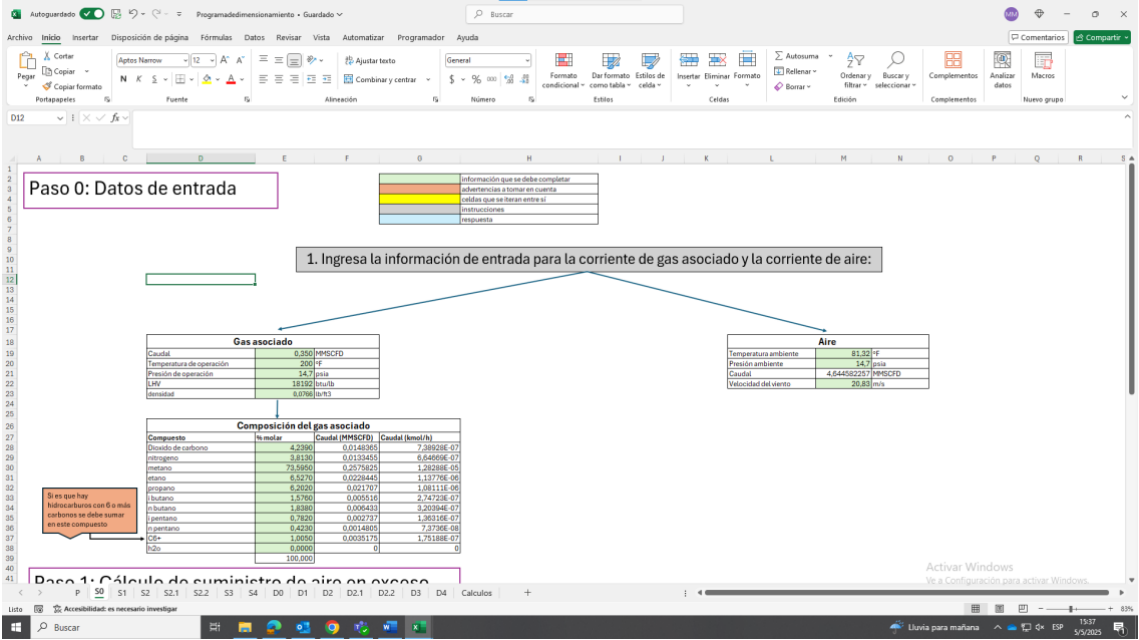 Autoguardado
Programadedimensionamiento • Guardado
Buscar
MM
Archivo Inicio Insertar Disposición de página Fórmulas Datos Revisar Vista Automatizar Programador Ayuda
Comentarios Compartir
Pegar
Cortar
Copiar
Copiar formato
Portapapeles
Aptos Narrow 12
N K S
Fuente
Ajustar texto
Combinar y centrar
Alineación
General
$ % 000
Número
Formato condicional
Dar formato como tabla
Estilos de celda
Estilos
Insertar Eliminar Formato
Celdas
Autosuma
Rellenar
Borrar
Ordenar y filtrar
Buscar y seleccionar
Edición
Complementos
Complementos
Analizar datos
Macros
Nuevo grupo
D12
fx
A B C D E F G H I J K L M N O P Q R S
Paso 0: Datos de entrada
información que se debe completar
advertencias a tomar en cuenta
celdas que se iteran entre si
instrucciones
respuesta
1. Ingresa la información de entrada para la corriente de gas asociado y la corriente de aire:
Gas asociado
Caudal 0,350 MMSCFD
Temperatura de operación 200 °F
Presión de operación 14,7 psia
LHV 18192 btu/lb
densidad 0,0766 lb/ft3
Aire
Temperatura ambiente 81,32 °F
Presión ambiente 14,7 psia
Caudal 4,644582257 MMSCFD
Velocidad del viento 20,83 m/s
Composición del gas asociado
Compuesto % molar Caudal (MMSCFD) Caudal (kmol/h)
Dioxido de carbono 4,2390 0,0148365 7,38928E-07
nitrogeno 3,8130 0,0133455 6,64669E-07
metano 73,5950 0,2575825 1,28288E-05
etano 6,5270 0,0228445 1,13776E-06
propano 6,2020 0,021707 1,08111E-06
i butano 1,5760 0,005516 2,74723E-07
n butano 1,8380 0,006433 3,20394E-07
i pentano 0,7820 0,002737 1,36316E-07
n pentano 0,4230 0,0014805 7,3736E-08
C6+ 1,0050 0,0035175 1,75188E-07
h2o 0,0000 0 0
100,000
Si es que hay
hidrocarburos con 6 o más
carbonos se debe sumar
en este compuesto
Paso 1: Cálculo de suministro de aire en exceso
Activar Windows
Ve a Configuración para activar Windows.
P S0 S1 S2 S2.1 S2.2 S3 S4 D0 D1 D2 D2.1 D2.2 D3 D4 Calculos
Listo Accesibilidad: es necesario investigar 83%
Buscar
Lluvia para mañana ESP 15:37
5/5/2025